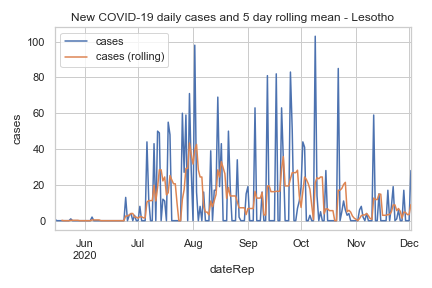 New COVID-19 daily cases and 5 day rolling mean - Lesotho
cases
cases (rolling)
100
80
60
40
20
0
cases
Jun
2020
Jul
Aug
Sep
Oct
Nov
Dec
dateRep